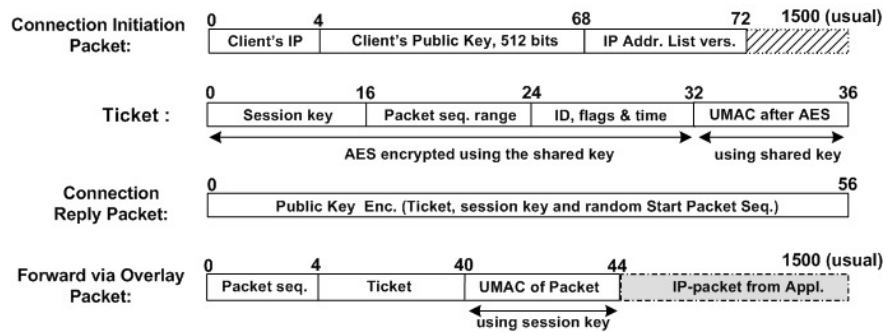 0 4 68 72 1500 (usual)
Connection Initiation
Packet:
Client's IP Client's Public Key, 512 bits IP Addr. List vers.
0 16 24 32 36
Ticket :
Session key Packet seq. range ID, flags & time UMAC after AES
AES encrypted using the shared key using shared key
0 56
Connection
Reply Packet:
Public Key Enc. (Ticket, session key and random Start Packet Seq.)
0 4 40 44 1500 (usual)
Forward via Overlay
Packet:
Packet seq. Ticket UMAC of Packet IP-packet from Appl.
using session key